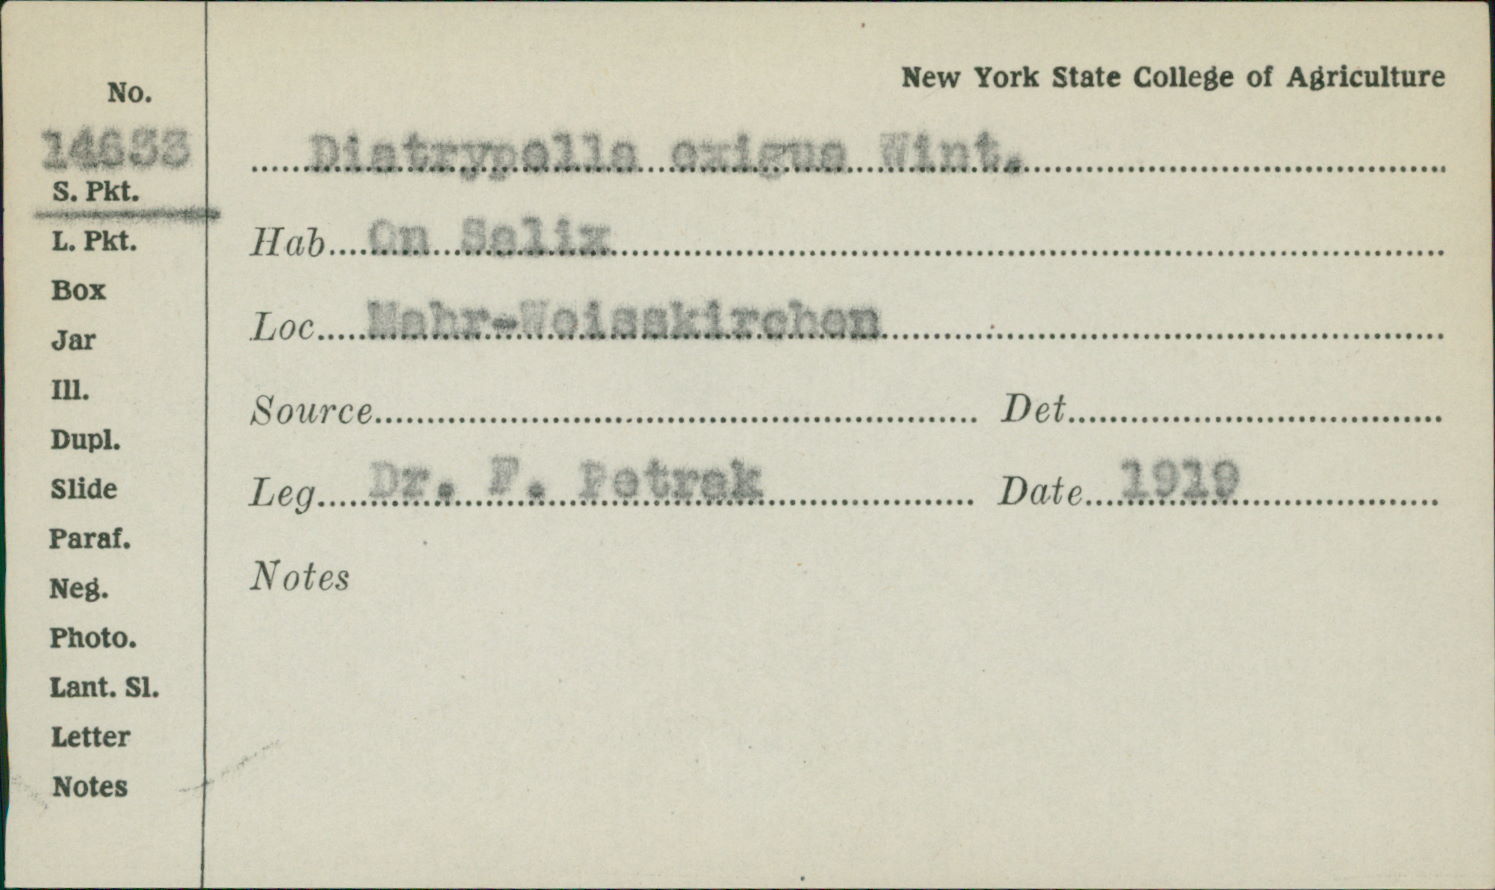 New York State College of Agriculture
No.
Diatrypella exigua Wint.
S. Pkt.
L. Pkt.
Hab. On Salix
Box
Loc. Mahr-Weisskirchen
Jar
Ill.
Source Det.
Dupl.
Slide
Leg. Dr. F. Petrak Date 1919
Paraf.
Notes
Neg.
Photo.
Lant. Sl.
Letter
Notes